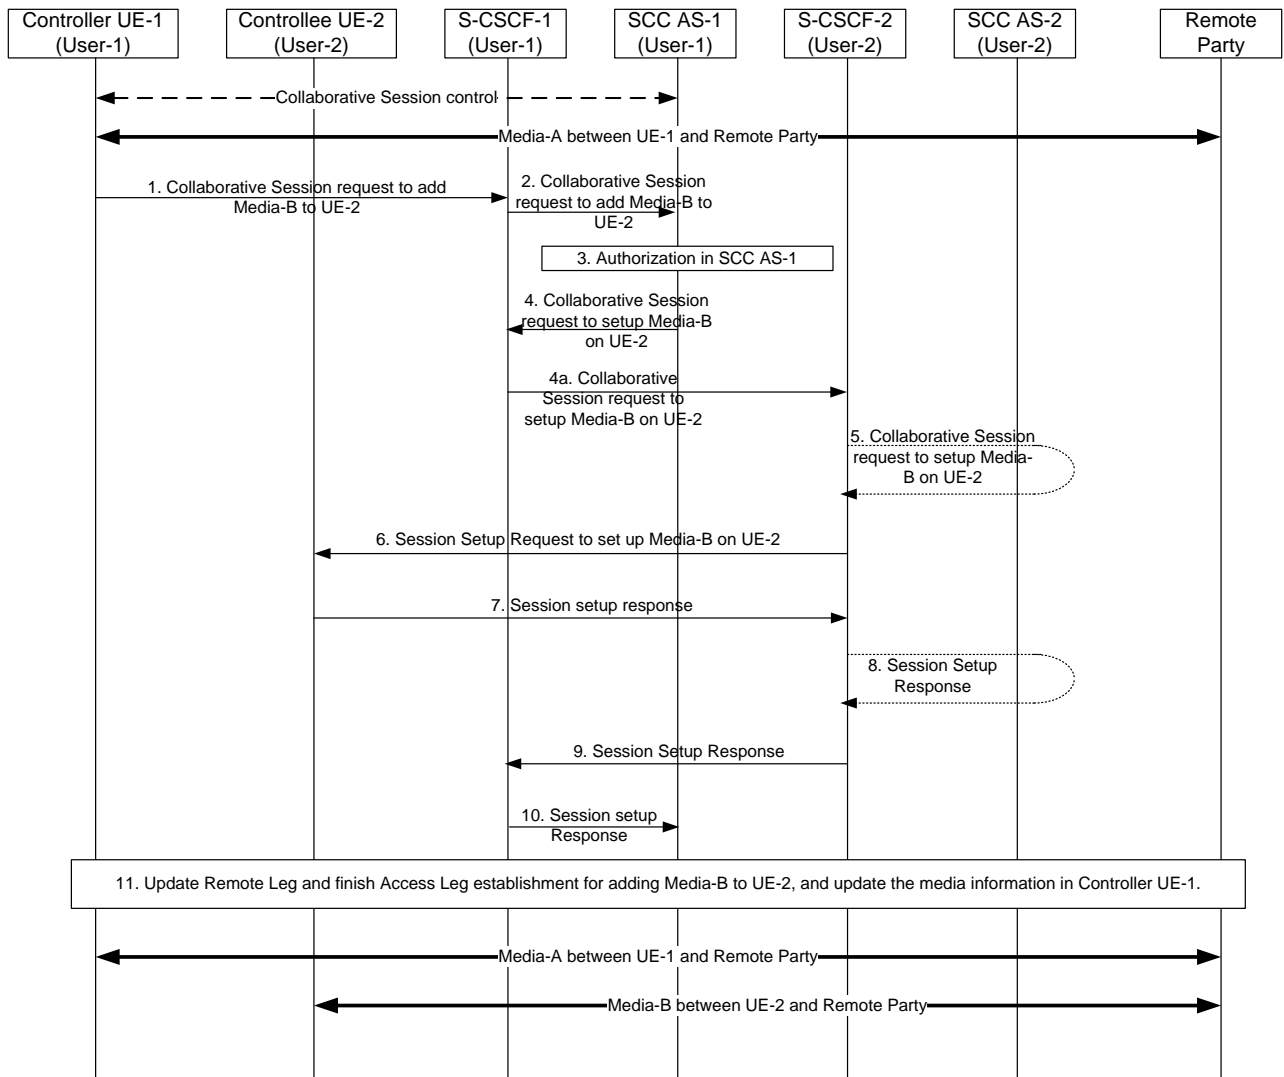 Controller UE-1
(User-1)
Controllee UE-2
(User-2)
S-CSCF-1
(User-1)
SCC AS-1
(User-1)
S-CSCF-2
(User-2)
SCC AS-2
(User-2)
Remote
Party
Collaborative Session control
Media-A between UE-1 and Remote Party
1. Collaborative Session request to add
Media-B to UE-2
2. Collaborative Session
request to add Media-B to
UE-2
3. Authorization in SCC AS-1
4. Collaborative Session
request to setup Media-B
on UE-2
4a. Collaborative
Session request to
setup Media-B on UE-2
5. Collaborative Session
request to setup Media-
B on UE-2
6. Session Setup Request to set up Media-B on UE-2
7. Session setup response
8. Session Setup
Response
9. Session Setup Response
10. Session setup
Response
11. Update Remote Leg and finish Access Leg establishment for adding Media-B to UE-2, and update the media information in Controller UE-1.
Media-A between UE-1 and Remote Party
Media-B between UE-2 and Remote Party